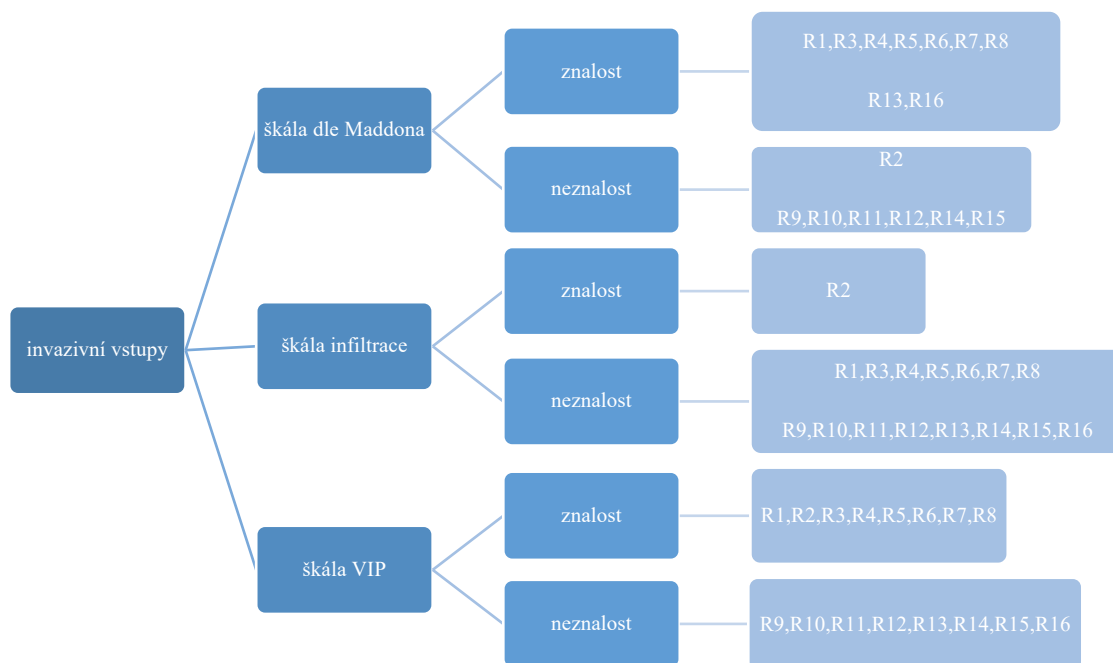 invazivní vstupy
škála dle Maddona
znalost
R1,R3,R4,R5,R6,R7,R8
R13,R16
neznalost
R2
R9,R10,R11,R12,R14,R15
škála infiltrace
znalost
R2
neznalost
R1,R3,R4,R5,R6,R7,R8
R9,R10,R11,R12,R13,R14,R15,R16
škála VIP
znalost
R1,R2,R3,R4,R5,R6,R7,R8
neznalost
R9,R10,R11,R12,R13,R14,R15,R16